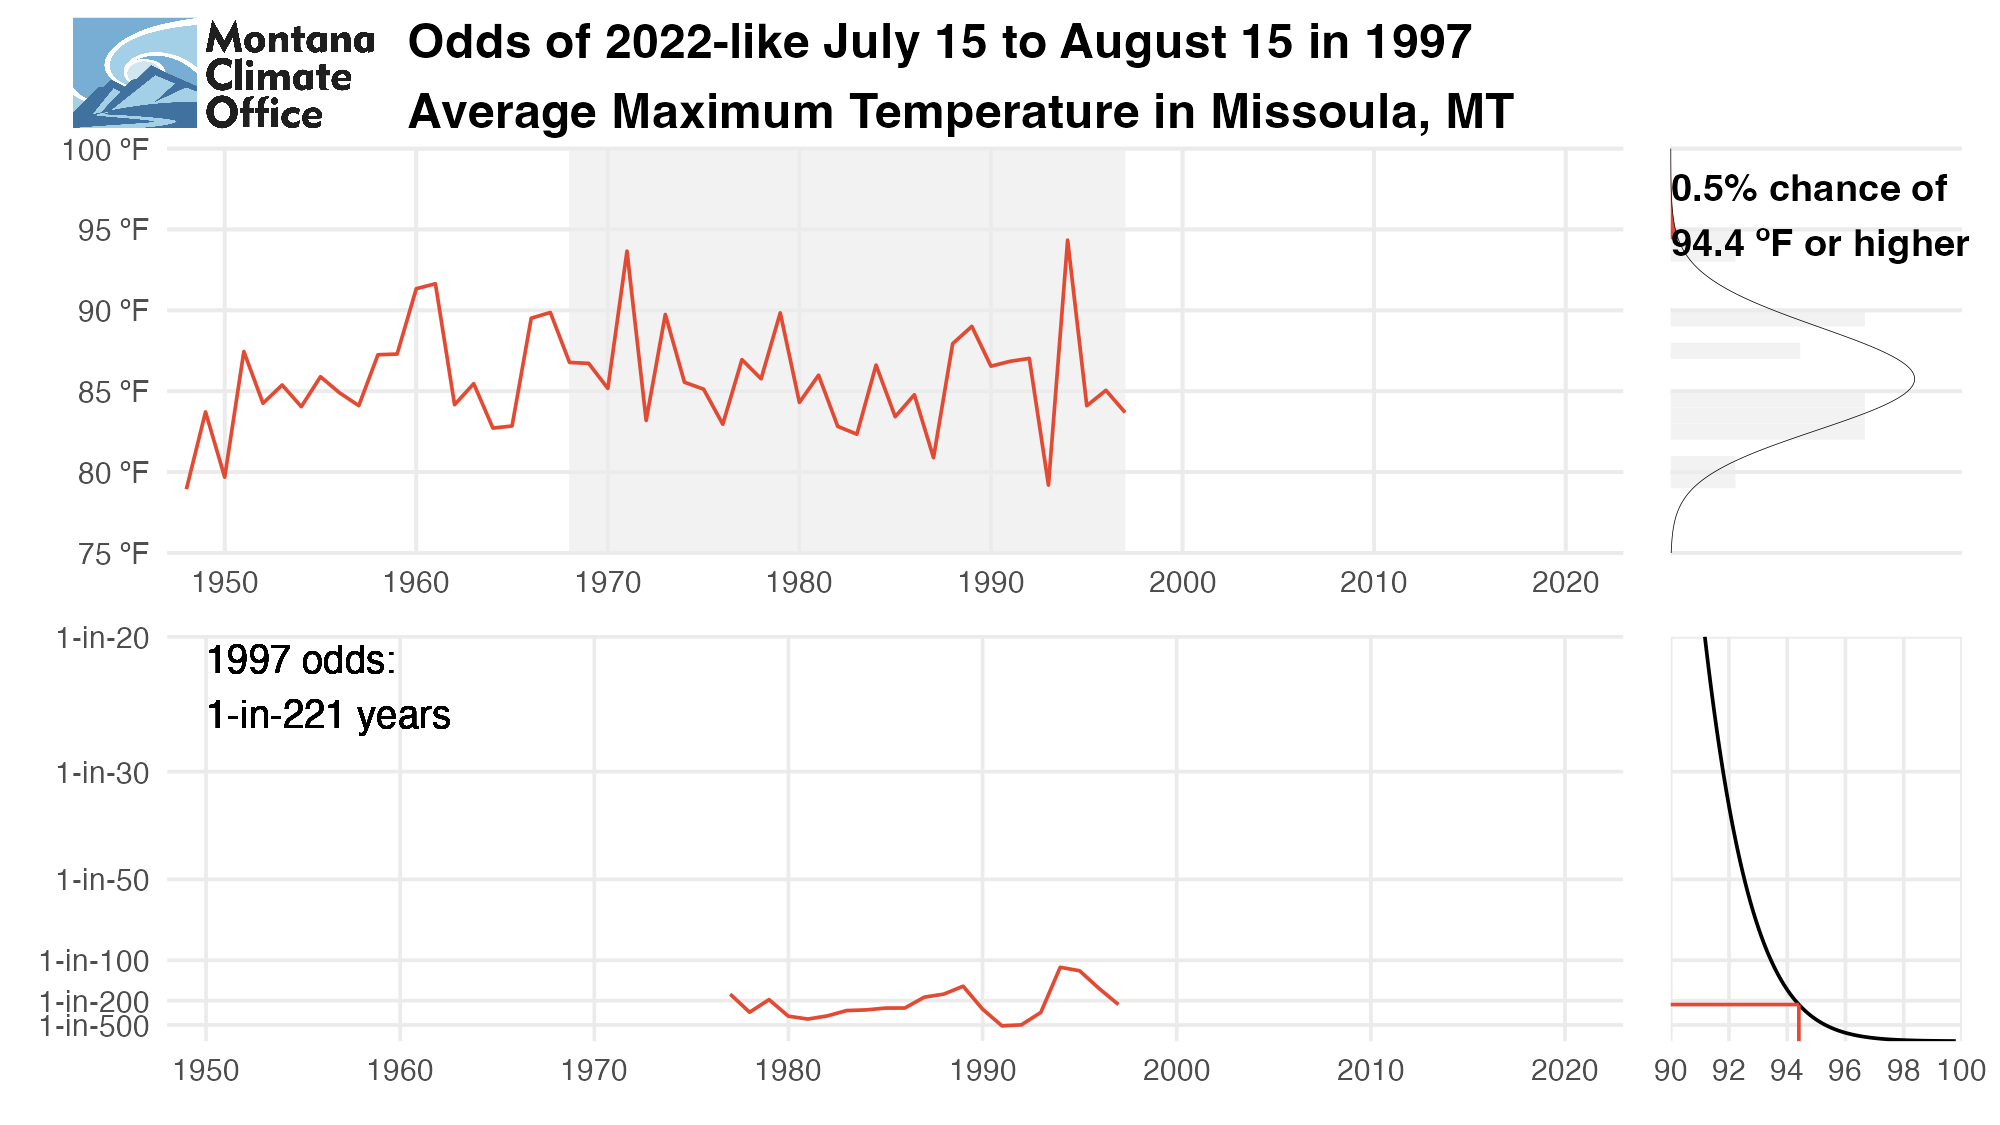 Montana
Climate
Office
Odds of 2022-like July 15 to August 15 in 1997
Average Maximum Temperature in Missoula, MT
100 °F
95 °F
90 °F
85 °F
80 °F
75 °F
1950 1960 1970 1980 1990 2000 2010 2020
0.5% chance of
94.4 °F or higher
1-in-20
1-in-30
1-in-50
1-in-100
1-in-200
1-in-500
1997 odds:
1-in-221 years
1950 1960 1970 1980 1990 2000 2010 2020
90 92 94 96 98 100